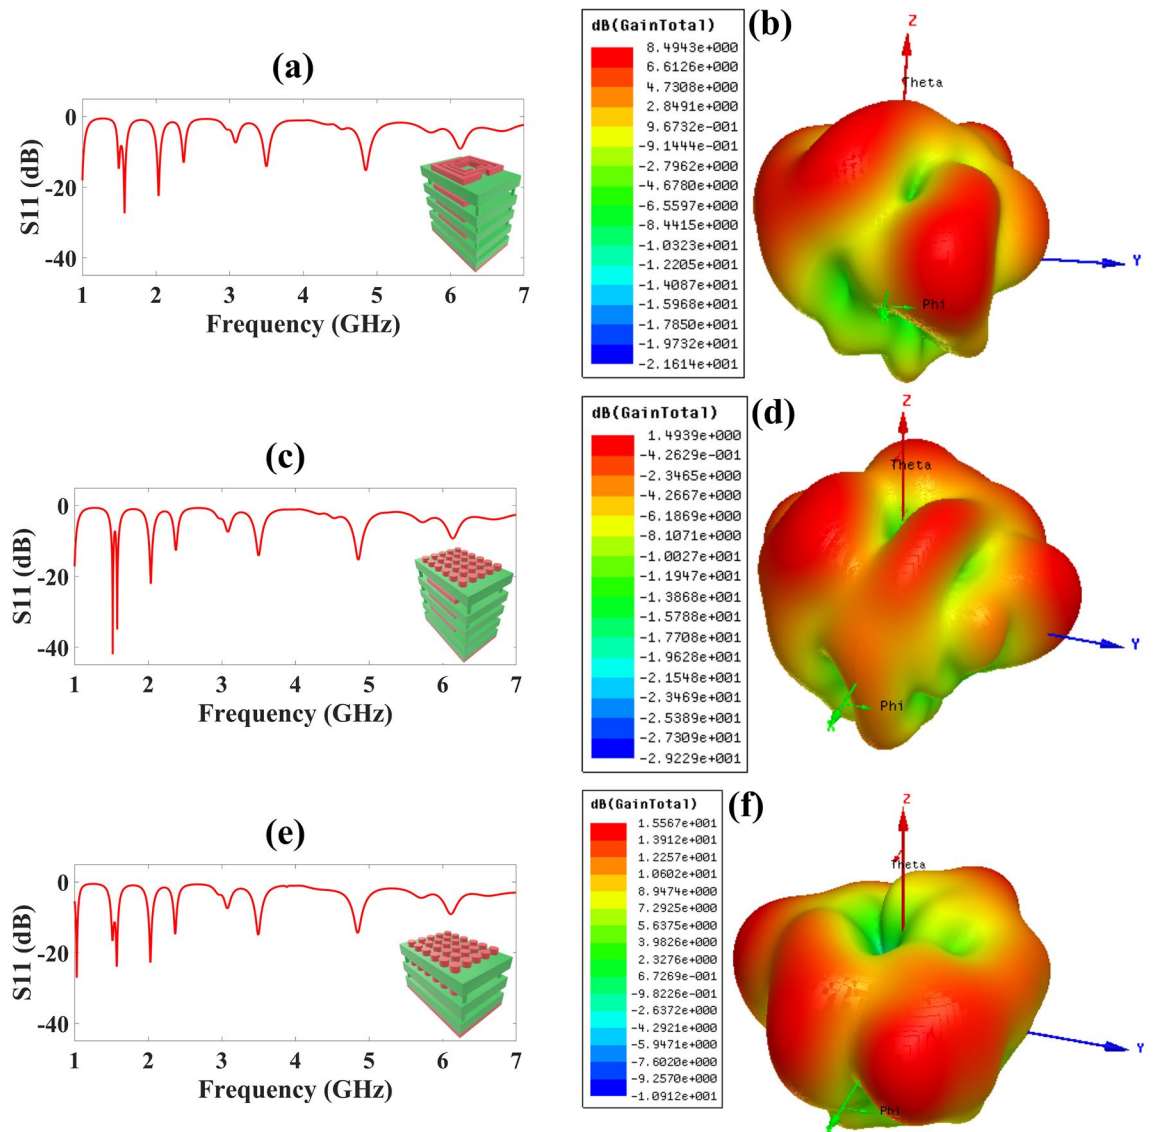 (a)
0
-20
-40
S11 (dB)
1 2 3 4 5 6 7
Frequency (GHz)
(b)
dB(GainTotal)
8.4943e+000
6.6126e+000
4.7308e+000
2.8491e+000
9.6732e-001
-9.1444e-001
-2.7962e+000
-4.6780e+000
-6.5597e+000
-8.4415e+000
-1.0323e+001
-1.2205e+001
-1.4087e+001
-1.5968e+001
-1.7850e+001
-1.9732e+001
-2.1614e+001
Z
Theta
Y
Phi
(c)
0
-20
-40
S11 (dB)
1 2 3 4 5 6 7
Frequency (GHz)
(d)
dB(GainTotal)
1.4939e+000
-4.2629e-001
-2.3465e+000
-4.2667e+000
-6.1869e+000
-8.1071e+000
-1.0027e+001
-1.1947e+001
-1.3868e+001
-1.5788e+001
-1.7708e+001
-1.9628e+001
-2.1548e+001
-2.3469e+001
-2.5389e+001
-2.7309e+001
-2.9229e+001
Z
Theta
Y
Phi
X
(e)
0
-20
-40
S11 (dB)
1 2 3 4 5 6 7
Frequency (GHz)
(f)
dB(GainTotal)
1.5567e+001
1.3912e+001
1.2257e+001
1.0602e+001
8.9474e+000
7.2925e+000
5.6375e+000
3.9826e+000
2.3276e+000
6.7269e-001
-9.8226e-001
-2.6372e+000
-4.2921e+000
-5.9471e+000
-7.6020e+000
-9.2570e+000
-1.0912e+001
Z
Theta
Y
Phi